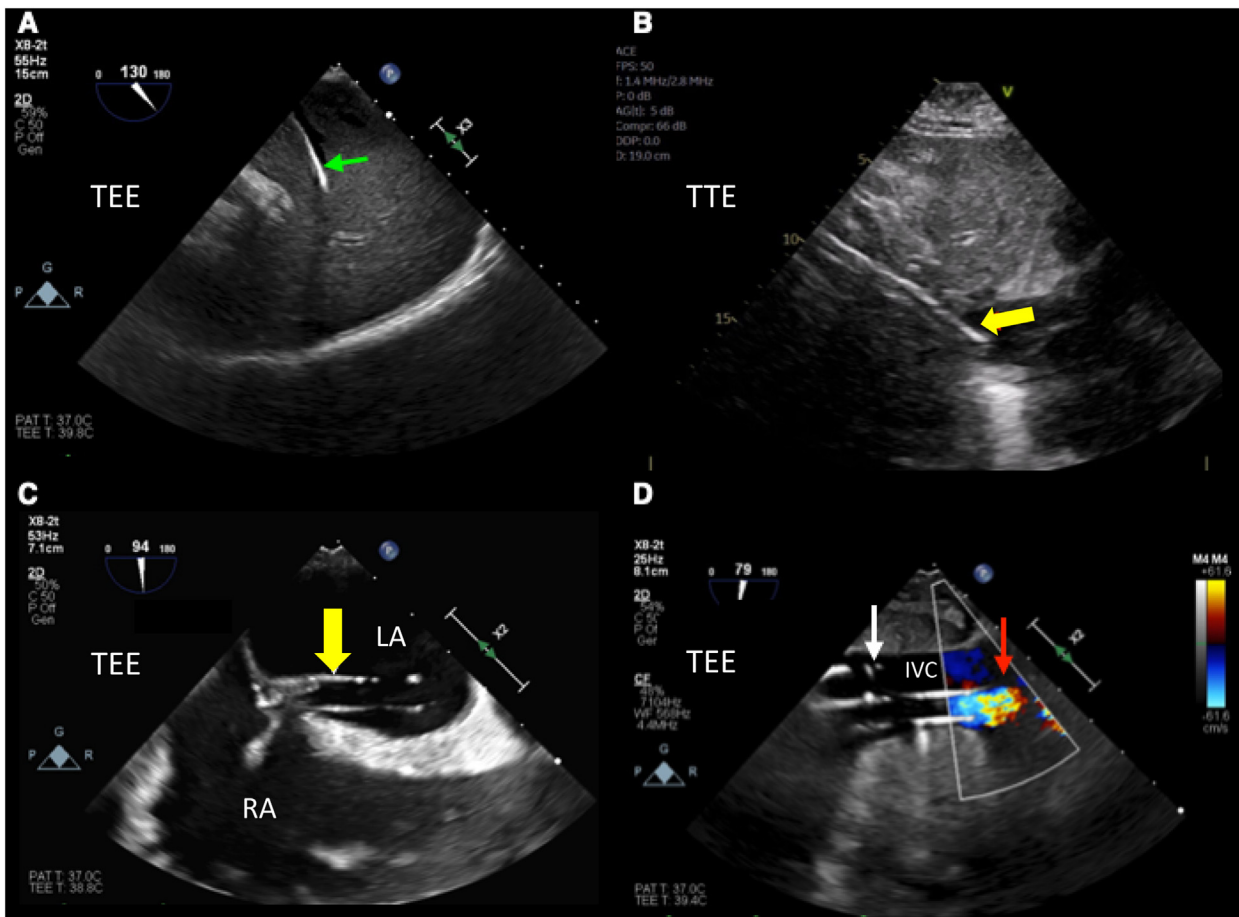 A
X8-2t
55Hz
15cm
0 130 180
2D
59%
C 50
P Off
Gen
X3
TEE
G
P R
PAT T: 37.0C
TEE T: 39.8C
B
ACE
FPS: 50
f: 1.4 MHz/2.8 MHz
P: 0 dB
AG(t): 5 dB
Compr: 66 dB
DDP: 0.0
D: 19.0 cm
V
TTE
5
10
15
C
X8-2t
53Hz
7.1cm
0 94 180
2D
50%
C 50
P Off
Gen
X2
LA
TEE
G
P R
RA
PAT T: 37.0C
TEE T: 38.8C
D
X8-2t
25Hz
8.1cm
0 79 180
2D
54%
C 50
P Of
Ger
CF
48%
7104Hz
WF 568Hz
4.4MHz
X2
M4 M4
+61.6
-61.6
cm/s
TEE
IVC
G
P R
PAT T: 37.0C
TEE T: 39.4C